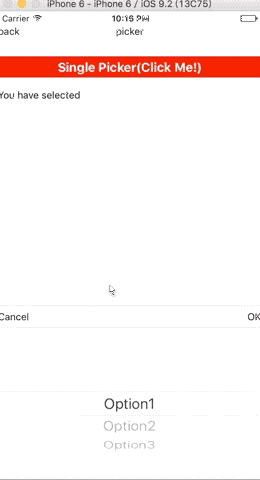 iPhone 6 - iPhone 6 / iOS 9.2 (13C75)
Carrier 10:15 PM
back picker
Single Picker(Click Me!)
You have selected
Cancel OK
Option1
Option2
Option3